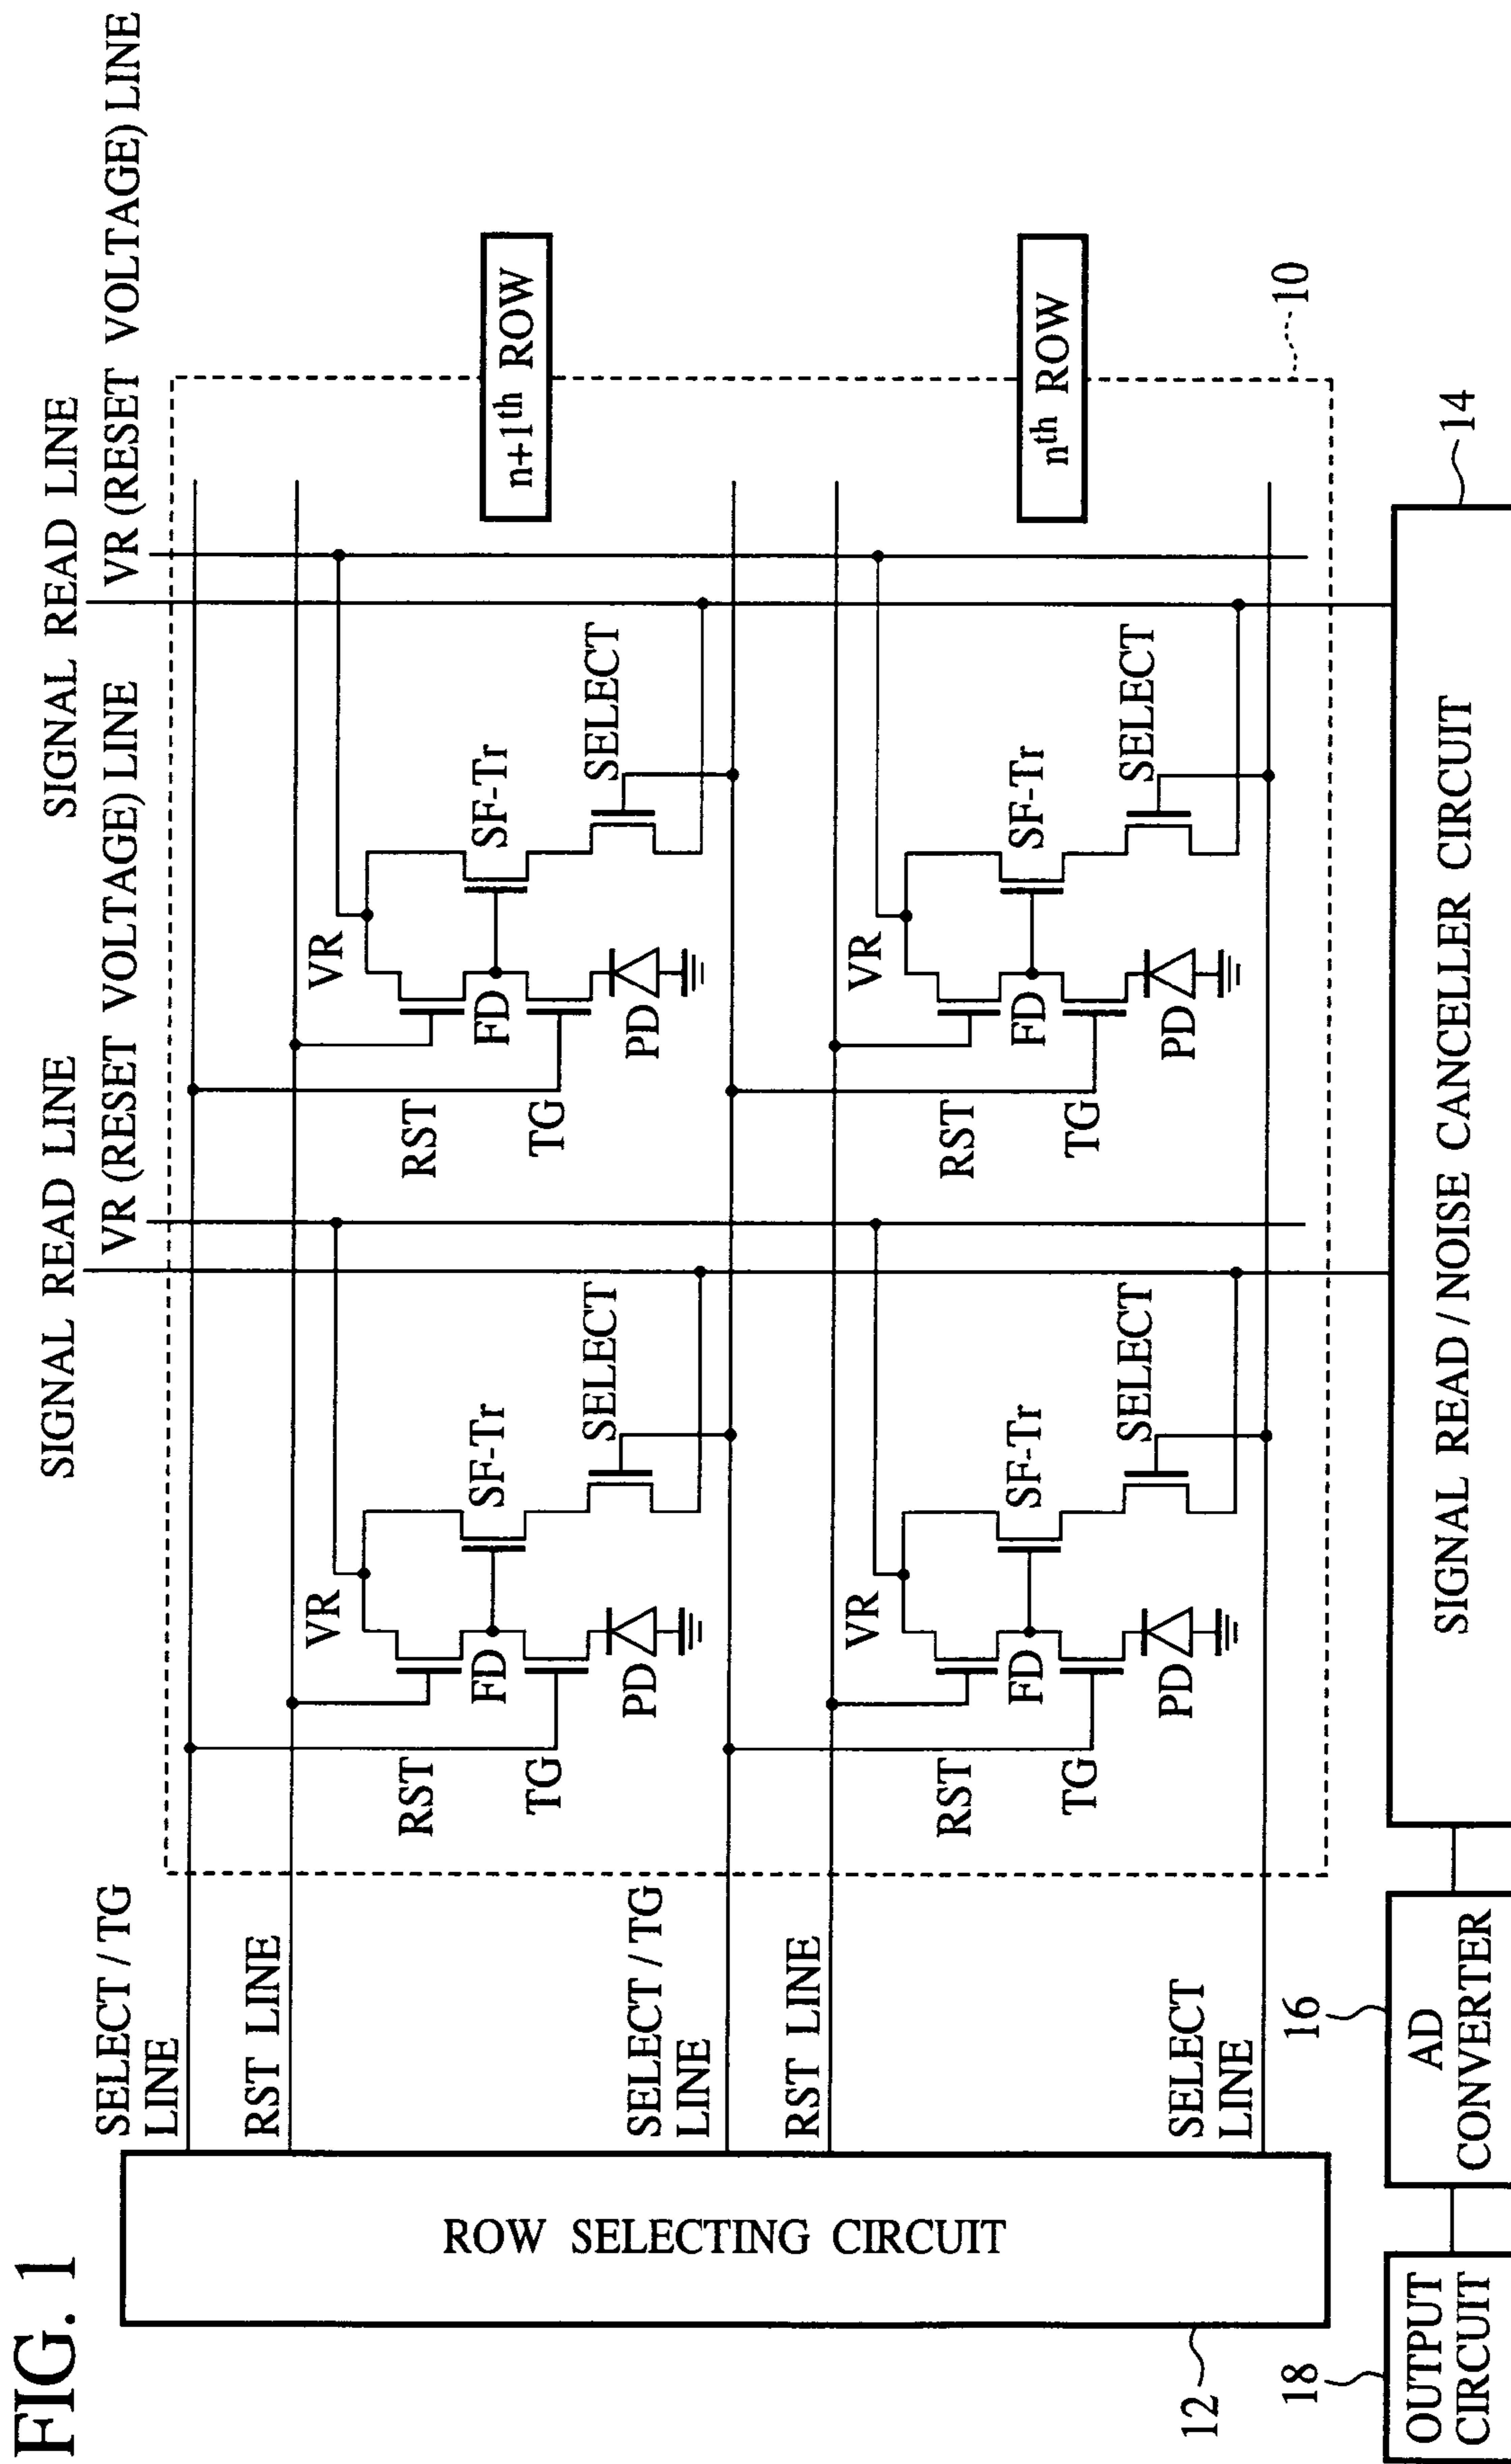 FIG. 1
SIGNAL READ LINE
VR (RESET VOLTAGE) LINE
SIGNAL READ LINE
VR (RESET VOLTAGE) LINE
SELECT / TG
LINE
RST LINE
VR
RST
FD
SF-Tr
TG
PD
SELECT
VR
RST
FD
SF-Tr
TG
PD
SELECT
n+1th ROW
SELECT / TG
LINE
RST LINE
VR
RST
FD
SF-Tr
TG
PD
SELECT
VR
RST
FD
SF-Tr
TG
PD
SELECT
nth ROW
SELECT
LINE
ROW SELECTING CIRCUIT
12
10
18
OUTPUT
CIRCUIT
16
AD
CONVERTER
SIGNAL READ / NOISE CANCELLER CIRCUIT
14